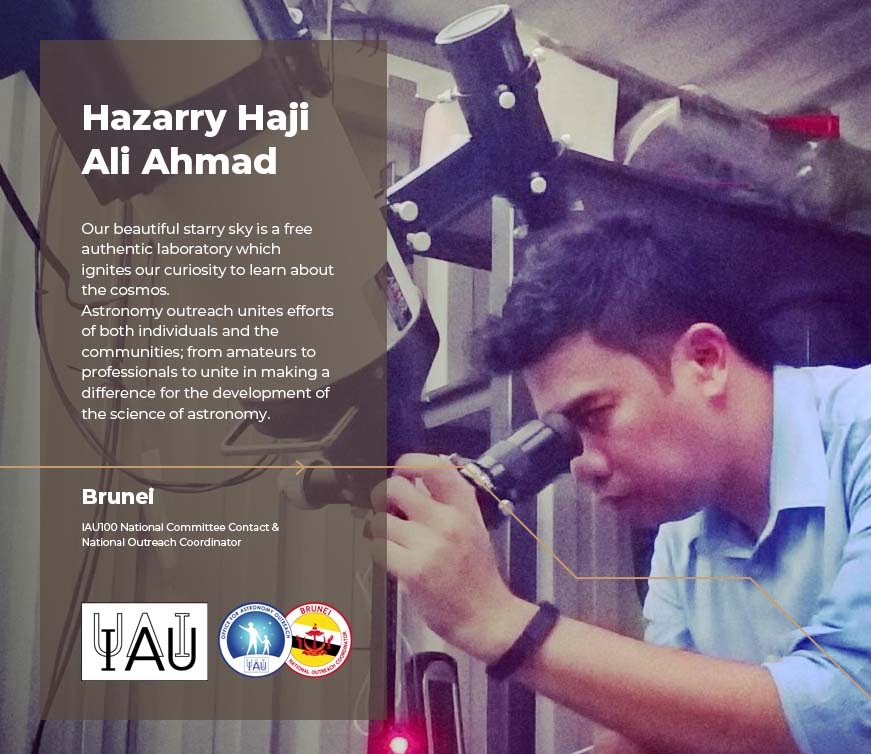 Hazarry Haji
Ali Ahmad
Our beautiful starry sky is a free
authentic laboratory which
ignites our curiosity to learn about
the cosmos.
Astronomy outreach unites efforts
of both individuals and the
communities; from amateurs to
professionals to unite in making a
difference for the development of
the science of astronomy.
Brunei
IAU100 National Committee Contact &
National Outreach Coordinator
UAI
IAU
OFFICE FOR ASTRONOMY OUTREACH
IAU
BRUNEI
NATIONAL OUTREACH COORDINATOR